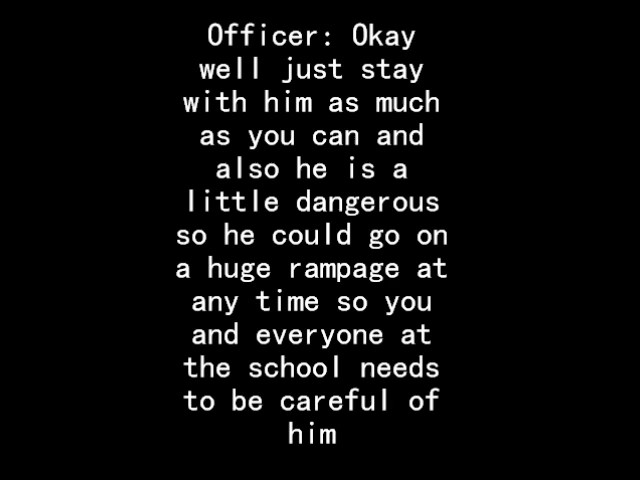 Officer: Okay
well just stay
with him as much
as you can and
also he is a
little dangerous
so he could go on
a huge rampage at
any time so you
and everyone at
the school needs
to be careful of
him